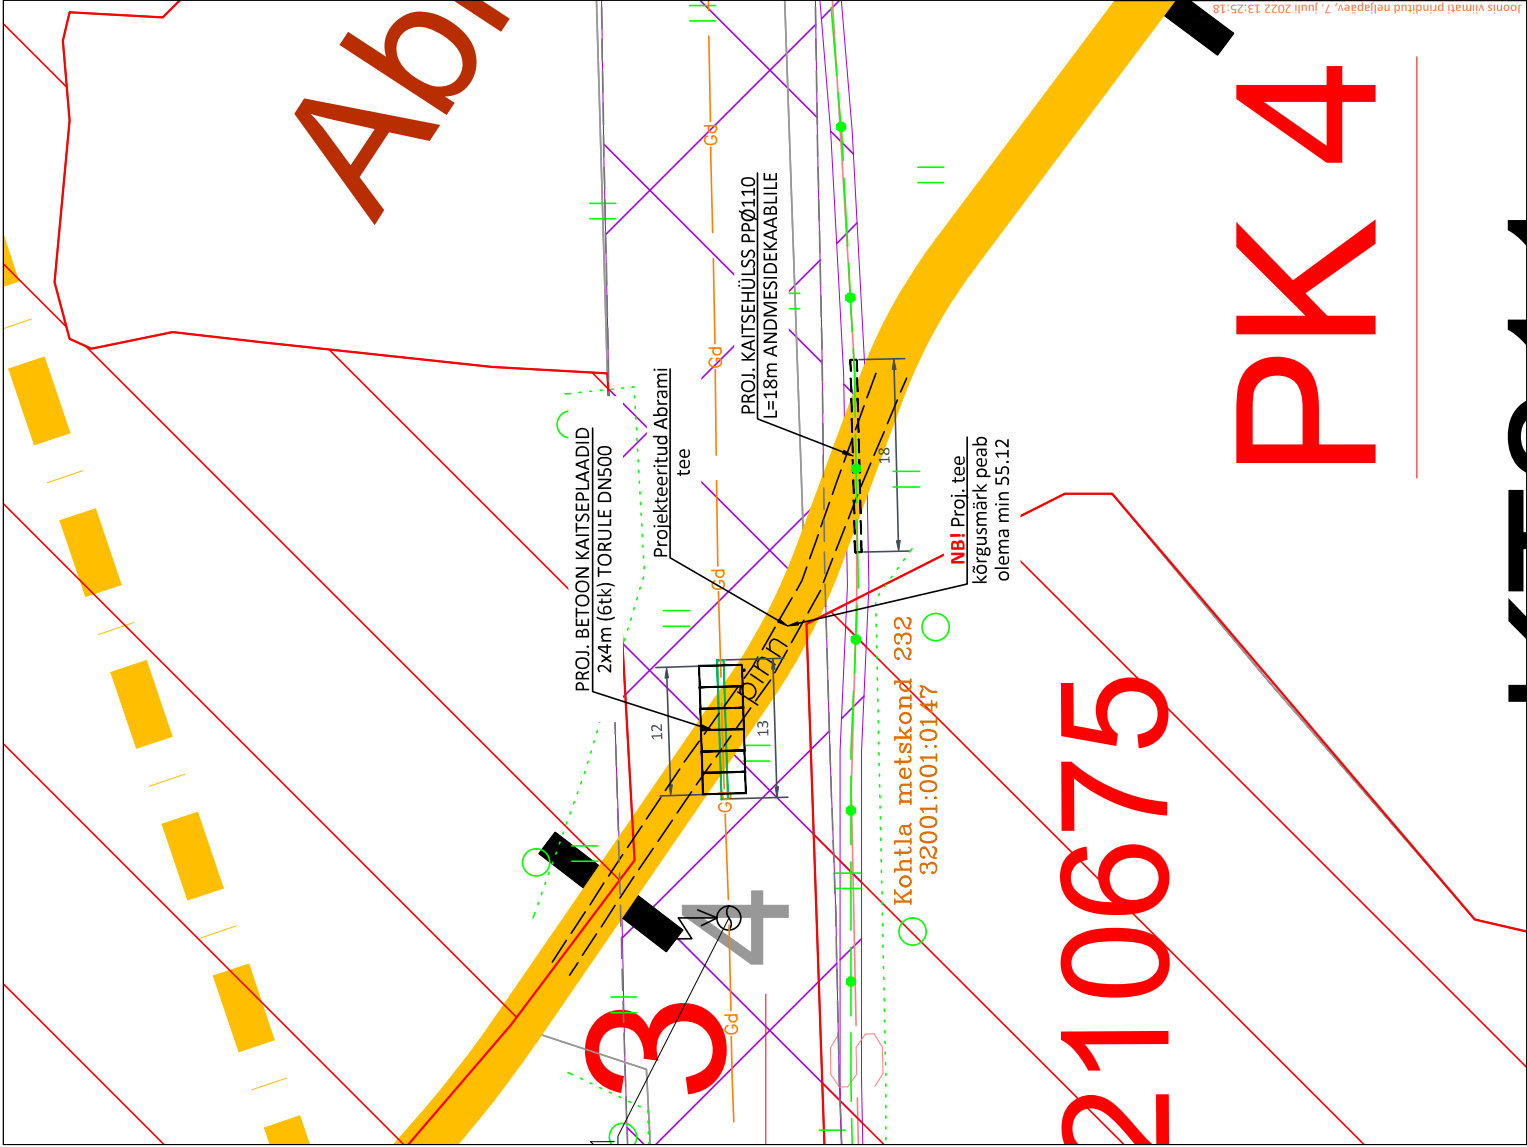 Joonis viimati prinditud neljapäev, 7. juuli 2022 13:25:18
PK 4
PROJ. KAITSEHÜLSS PPØ110
L=18m ANDMESIDEKAABLILE
PROJ. BETOON KAITSEPLAADID
2x4m (6tk) TORULE DN500
Projekteeritud Abrami
tee
NB! Proj. tee
kõrgusmärk peab
olema min 55.12
Kohtla metskond 232
32001:001:0147
pinn
12
13
18
Gd
Gd
Gd
Gd
Gd
3
4
210675